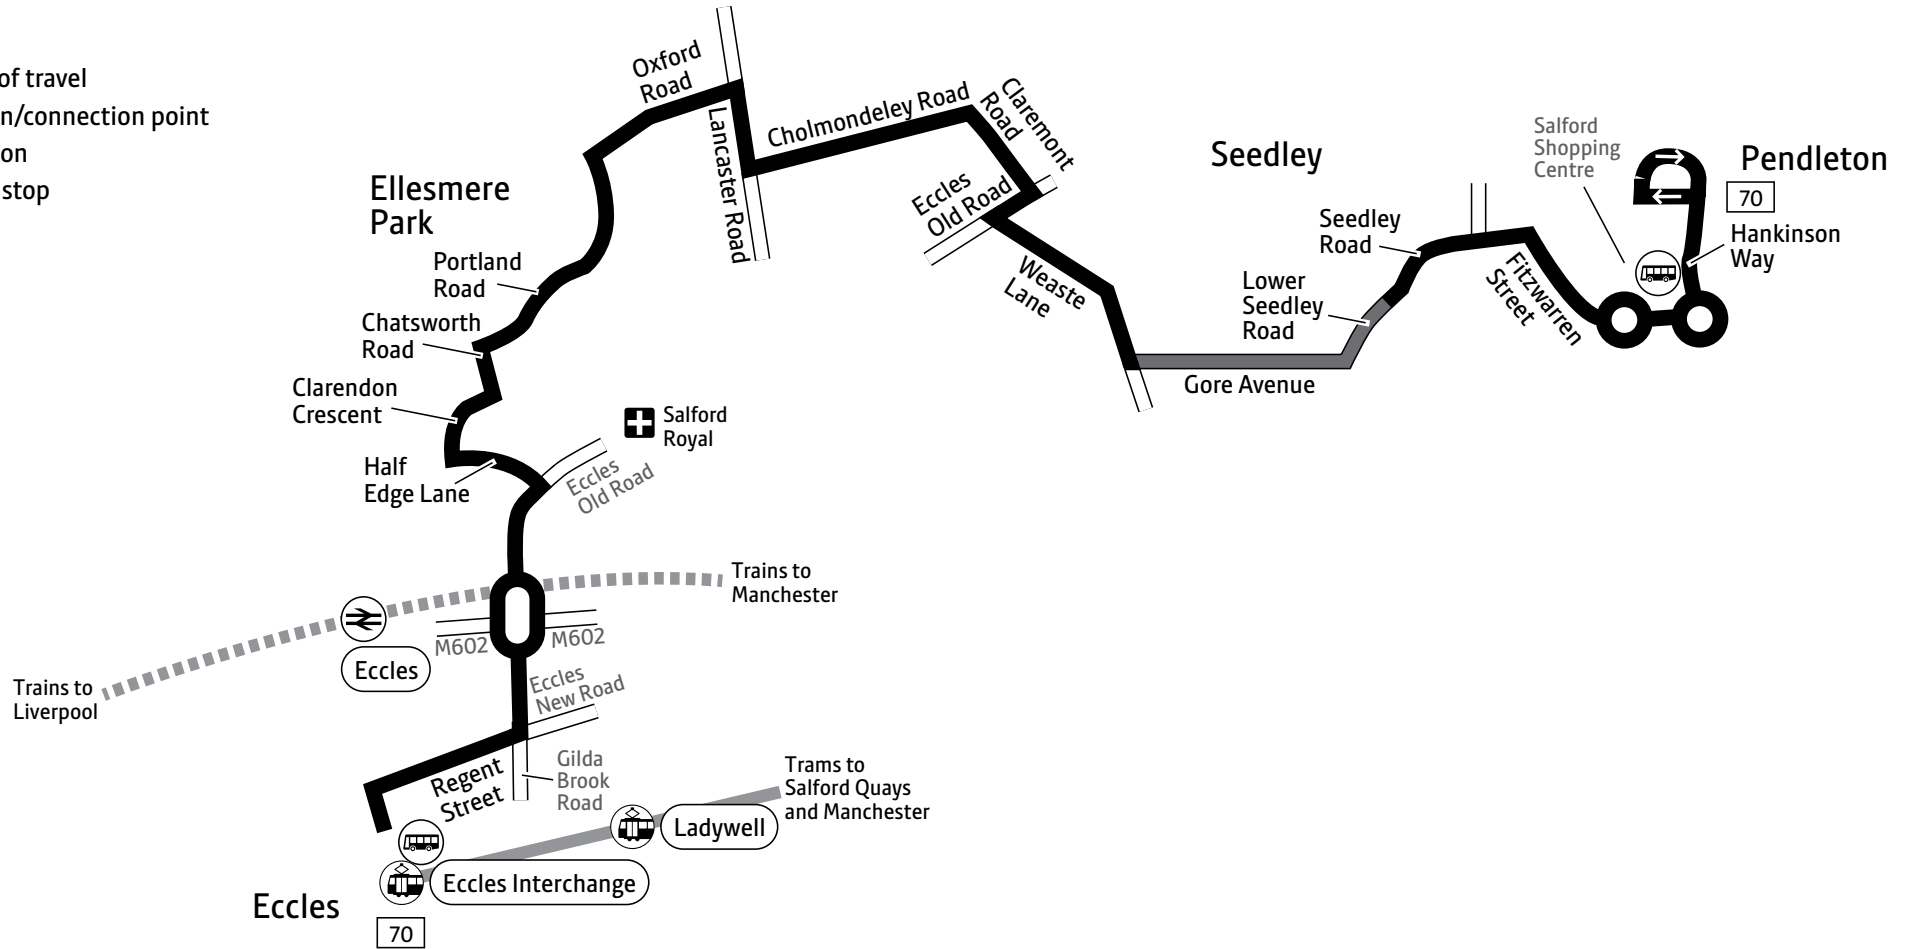 of travel
n/connection point
on
stop
Oxford
Road
Lancaster Road
Cholmondeley Road
Claremont
Road
Eccles
Old Road
Weaste
Lane
Seedley
Salford
Shopping
Centre
Pendleton
70
Hankinson
Way
Seedley
Road
Lower
Seedley
Road
Fitzwarren
Street
Gore Avenue
Ellesmere
Park
Portland
Road
Chatsworth
Road
Clarendon
Crescent
Half
Edge Lane
Salford
Royal
Eccles
Old Road
Trains to
Manchester
M602
M602
Eccles
Trains to
Liverpool
Eccles
New Road
Regent
Street
Gilda
Brook
Road
Trams to
Salford Quays
and Manchester
Ladywell
Eccles Interchange
Eccles
70